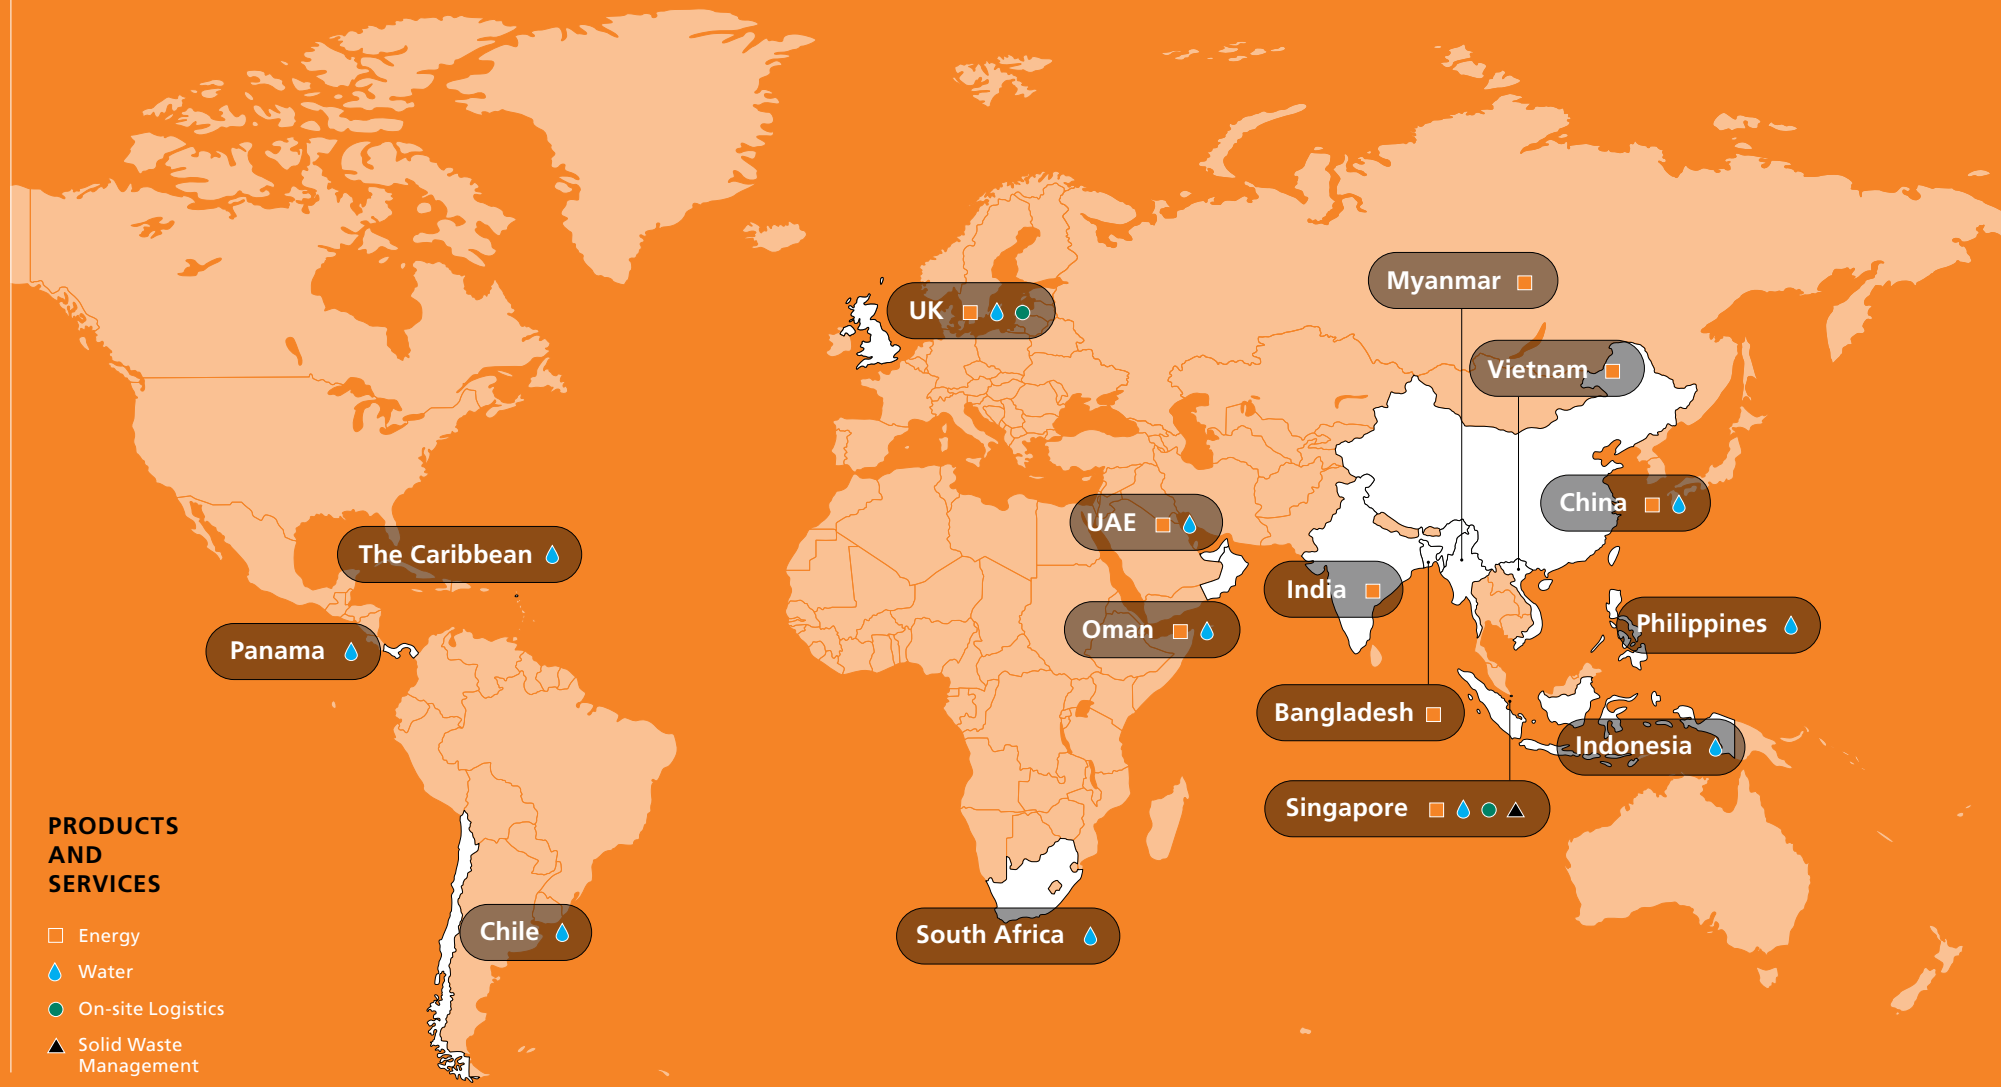 Myanmar
UK
Vietnam
China
UAE
The Caribbean
India
Philippines
Oman
Panama
Bangladesh
Indonesia
Singapore
PRODUCTS
AND
SERVICES
Chile
South Africa
Energy
Water
On-site Logistics
Solid Waste
Management